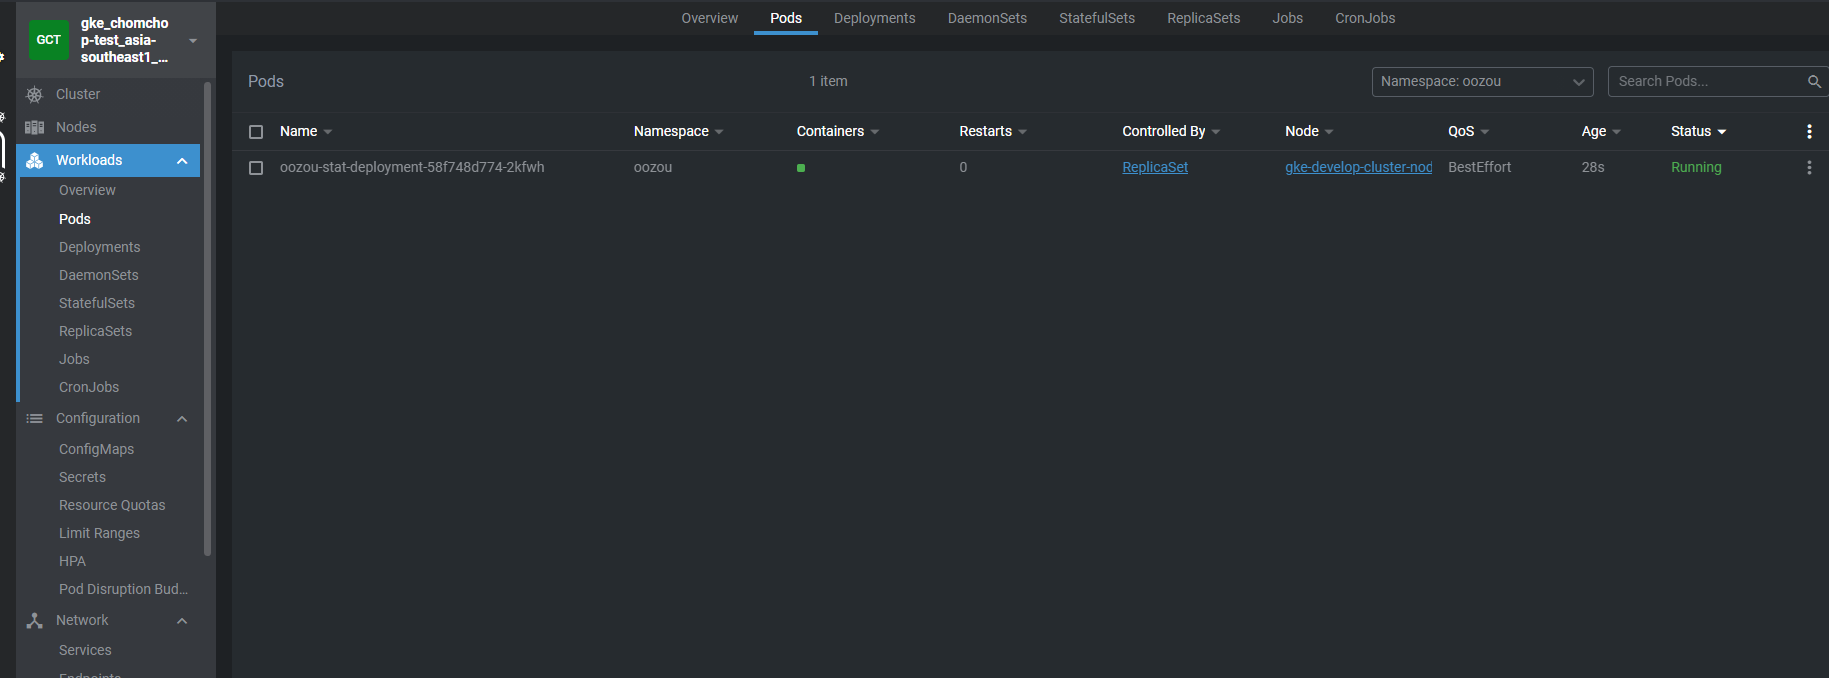 GCT
gke_chomcho
p-test_asia-
southeast1_...
Cluster
Nodes
Workloads
Overview
Pods
Deployments
DaemonSets
StatefulSets
ReplicaSets
Jobs
CronJobs
Configuration
ConfigMaps
Secrets
Resource Quotas
Limit Ranges
HPA
Pod Disruption Bud...
Network
Services
Endpoints
Overview Pods Deployments DaemonSets StatefulSets ReplicaSets Jobs CronJobs
Pods 1 item Namespace: oozou Search Pods...
Name Namespace Containers Restarts Controlled By Node QoS Age Status
oozou-stat-deployment-58f748d774-2kfwh oozou 0 ReplicaSet gke-develop-cluster-nod BestEffort 28s Running